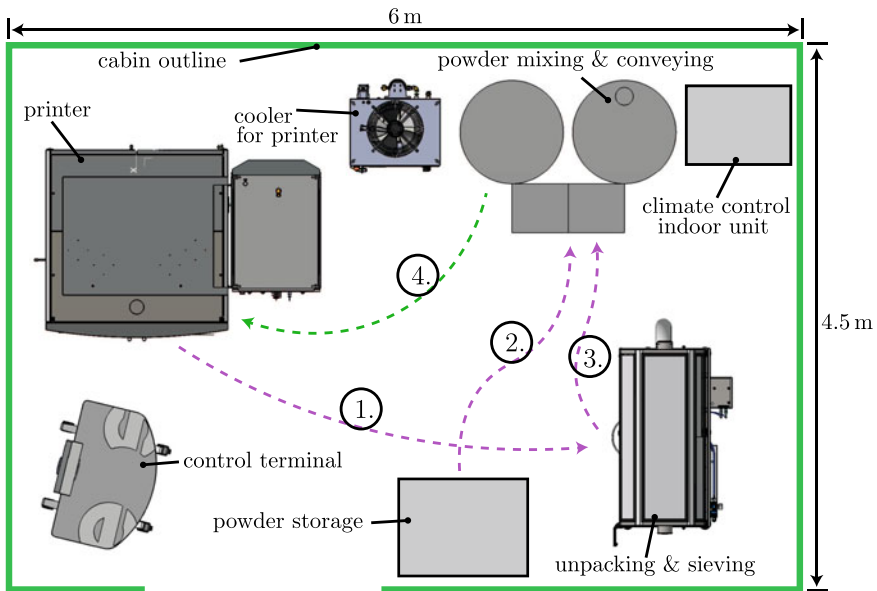 6 m
cabin outline
powder mixing & conveying
printer
cooler
for printer
climate control
indoor unit
4.
4.5 m
2.
3.
1.
control terminal
powder storage
unpacking & sieving